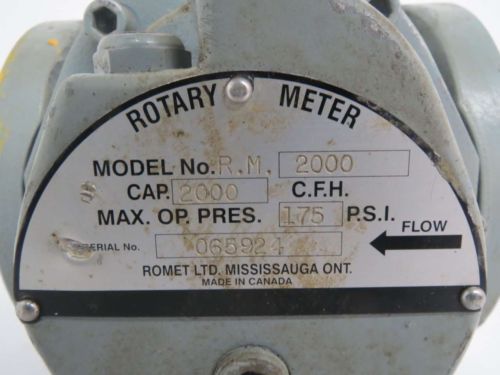 ROTARY METER
MODEL No. R.M. 2000
CAP. 2000 C.F.H.
MAX. OP. PRES. 175 P.S.I.
SERIAL No. 065924
FLOW
ROMET LTD. MISSISSAUGA ONT.
MADE IN CANADA